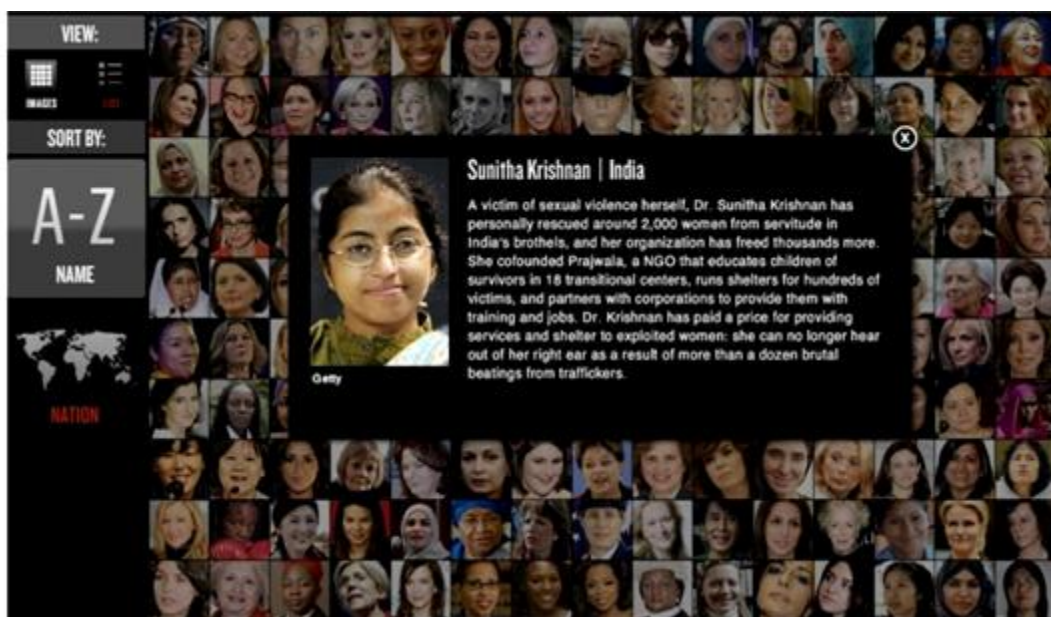 VIEW:
IMAGES
LIST
SORT BY:
A-Z
NAME
NATION
Sunitha Krishnan | India
A victim of sexual violence herself, Dr. Sunitha Krishnan has
personally rescued around 2,000 women from servitude in
India's brothels, and her organization has freed thousands more.
She cofounded Prajwala, a NGO that educates children of
survivors in 18 transitional centers, runs shelters for hundreds of
victims, and partners with corporations to provide them with
training and jobs. Dr. Krishnan has paid a price for providing
services and shelter to exploited women: she can no longer hear
out of her right ear as a result of more than a dozen brutal
beatings from traffickers.
Getty
X